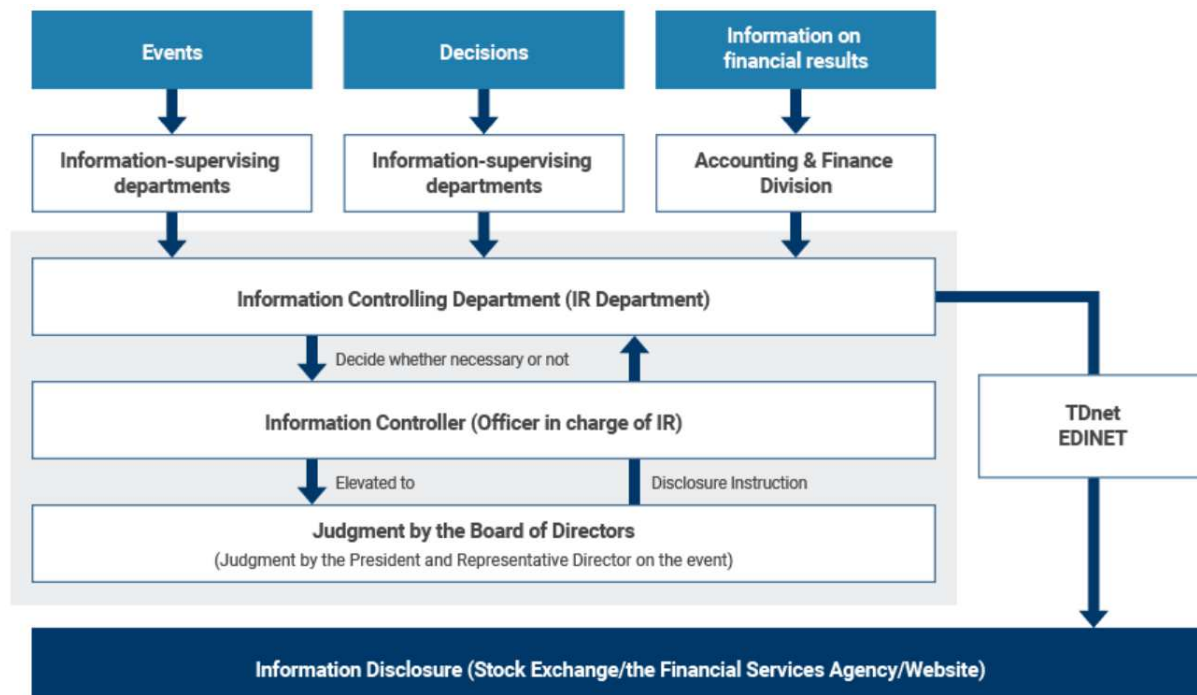 Events
Decisions
Information on
financial results
Information-supervising
departments
Information-supervising
departments
Accounting & Finance
Division
Information Controlling Department (IR Department)
Decide whether necessary or not
Information Controller (Officer in charge of IR)
TDnet
EDINET
Elevated to
Disclosure Instruction
Judgment by the Board of Directors
(Judgment by the President and Representative Director on the event)
Information Disclosure (Stock Exchange/the Financial Services Agency/Website)